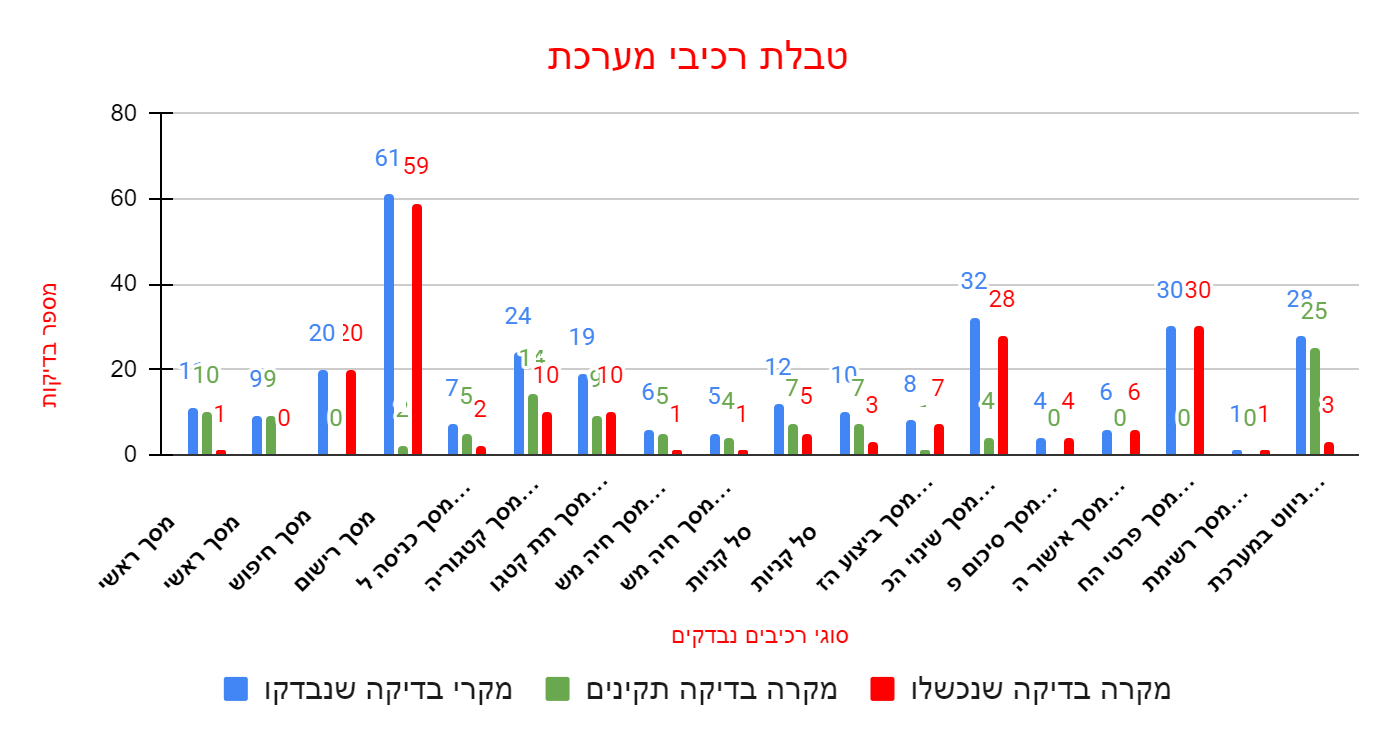 טבלת רכיבי מערכת
80
60
40
20
0
מספר בדיקות
11 10 1
9 9 0
20 0 20
61 2 59
7 5 2
24 14 10
19 9 10
6 5 1
5 4 1
12 7 5
10 7 3
8 1 7
32 4 28
4 0 4
6 0 6
30 0 30
1 0 1
28 25 3
מסך ראשי
מסך ראשי
מסך חיפוש
מסך רישום
מסך כניסה ל…
מסך קטגוריה…
מסך תת קטגו…
מסך חיה מש…
מסך חיה מש…
סל קניות
סל קניות
מסך ביצוע הז…
מסך שינוי הכ…
מסך סיכום פ…
מסך אישור ה…
מסך פרטי הח…
מסך רשימת…
ניווט במערכת…
סוגי רכיבים נבדקים
מקרי בדיקה שנבדקו
מקרה בדיקה תקינים
מקרה בדיקה שנכשלו